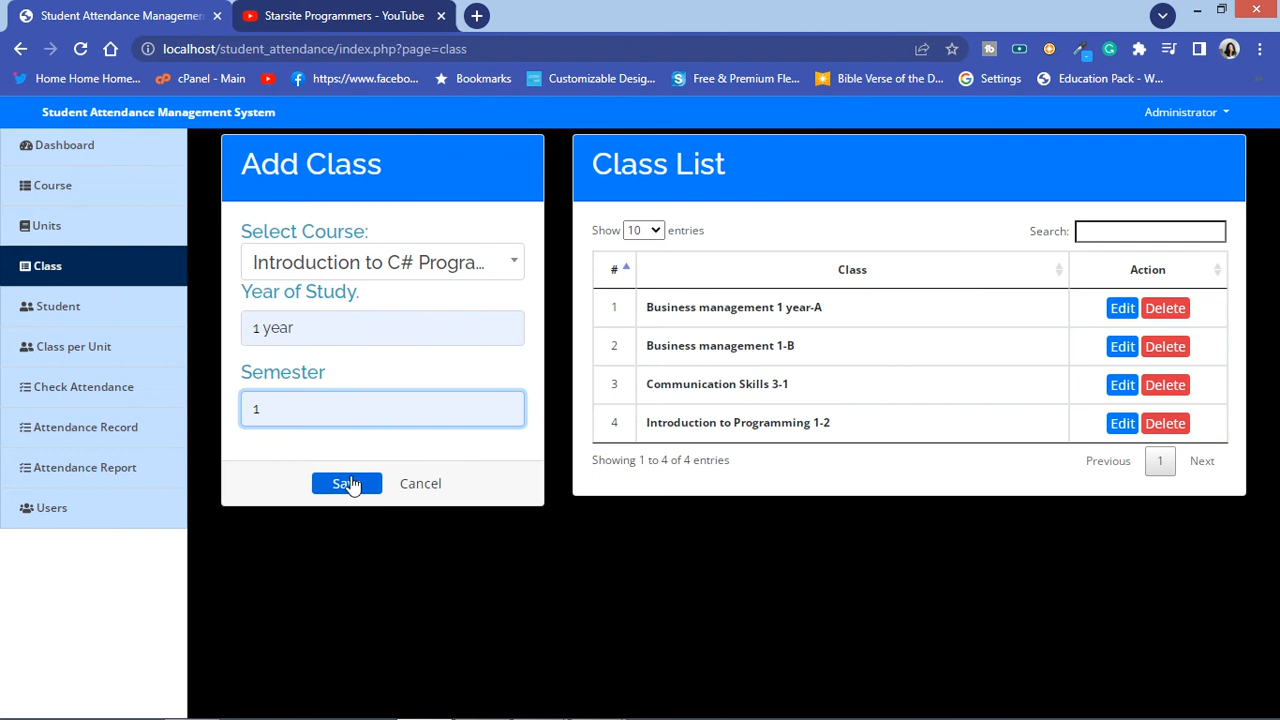 Student Attendance Managemen
Starsite Programmers - YouTube
localhost/student_attendance/index.php?page=class
Home Home Home...
cPanel - Main
https://www.facebo...
Bookmarks
Customizable Desig...
Free & Premium Fle...
Bible Verse of the D...
Settings
Education Pack - W...
Student Attendance Management System
Administrator
Dashboard
Course
Units
Class
Student
Class per Unit
Check Attendance
Attendance Record
Attendance Report
Users
Add Class
Select Course:
Introduction to C# Progra...
Year of Study.
1 year
Semester
1
Cancel
Class List
Show 10 entries
Search:
# Class Action
1 Business management 1 year-A Edit Delete
2 Business management 1-B Edit Delete
3 Communication Skills 3-1 Edit Delete
4 Introduction to Programming 1-2 Edit Delete
Showing 1 to 4 of 4 entries
Previous 1 Next